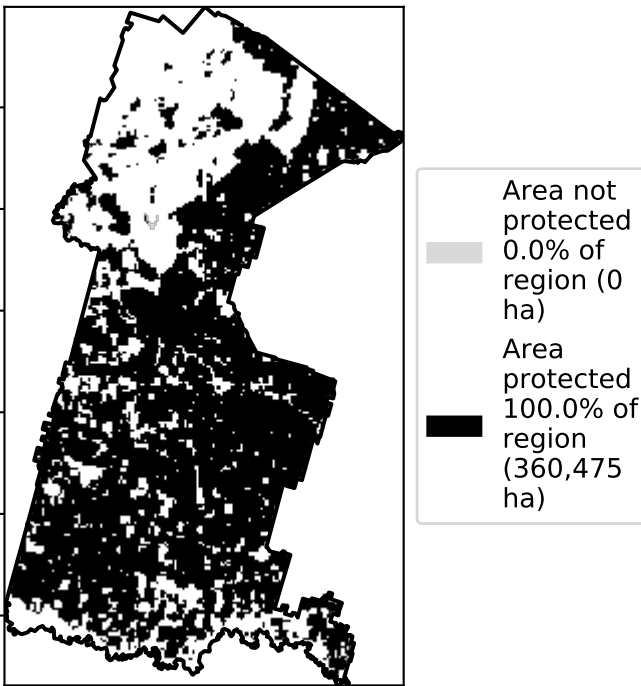 Area not
protected
0.0% of
region (0
ha)
Area
protected
100.0% of
region
(360,475
ha)